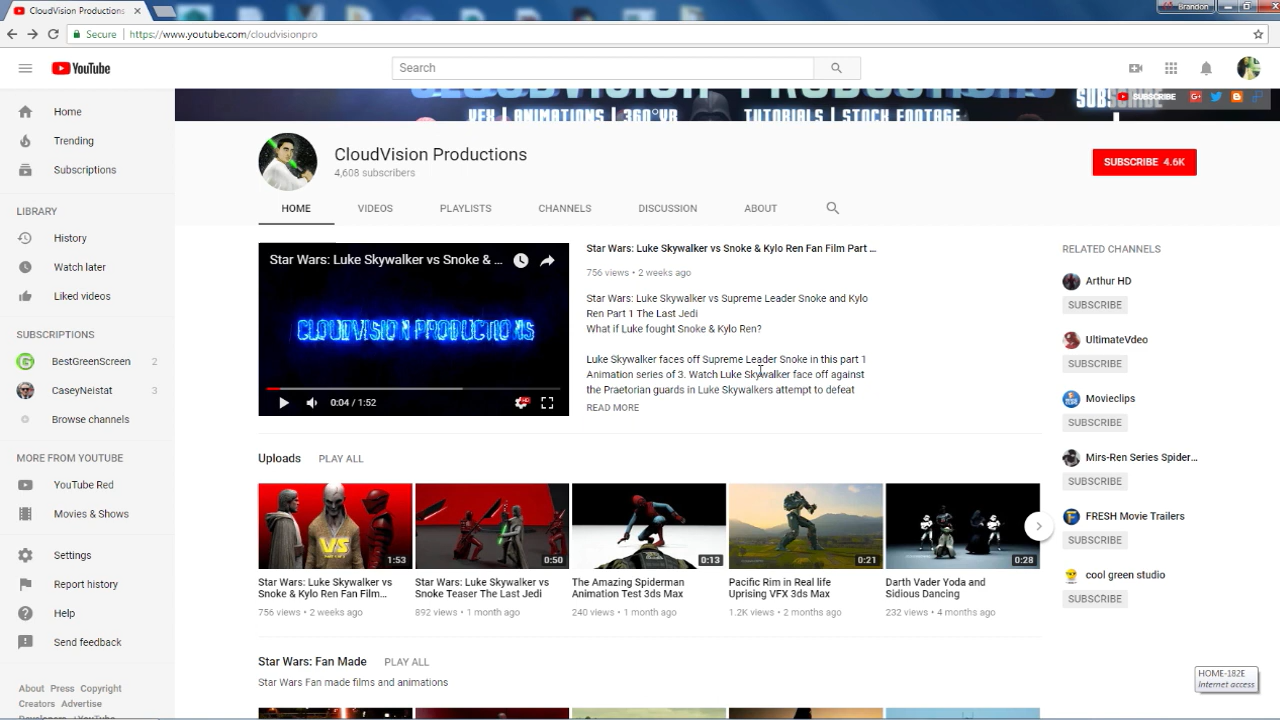 CloudVision Productions
Brandon
Secure
https://www.youtube.com/cloudvisionpro
YouTube
Search
Home
Trending
Subscriptions
LIBRARY
History
Watch later
Liked videos
SUBSCRIPTIONS
BestGreenScreen 2
CaseyNeistat 3
Browse channels
MORE FROM YOUTUBE
YouTube Red
Movies & Shows
Settings
Report history
Help
Send feedback
About Press Copyright
Creators Advertise
CLOUDVISION PRODUCTIONS
VFX | ANIMATIONS | 360°VR TUTORIALS | STOCK FOOTAGE
SUBSCRIBE
CloudVision Productions
4,608 subscribers
SUBSCRIBE 4.6K
HOME VIDEOS PLAYLISTS CHANNELS DISCUSSION ABOUT
Star Wars: Luke Skywalker vs Snoke & ...
CLOUDVISION PRODUCTIONS
0:04 / 1:52
HD
Star Wars: Luke Skywalker vs Snoke & Kylo Ren Fan Film Part ...
756 views • 2 weeks ago
Star Wars: Luke Skywalker vs Supreme Leader Snoke and Kylo
Ren Part 1 The Last Jedi
What if Luke fought Snoke & Kylo Ren?
Luke Skywalker faces off Supreme Leader Snoke in this part 1
Animation series of 3. Watch Luke Skywalker face off against
the Praetorian guards in Luke Skywalkers attempt to defeat
READ MORE
RELATED CHANNELS
Arthur HD
SUBSCRIBE
UltimateVdeo
SUBSCRIBE
Movieclips
SUBSCRIBE
Mirs-Ren Series Spider...
SUBSCRIBE
FRESH Movie Trailers
SUBSCRIBE
cool green studio
SUBSCRIBE
Uploads PLAY ALL
VS
1:53
Star Wars: Luke Skywalker vs
Snoke & Kylo Ren Fan Film...
756 views • 2 weeks ago
0:50
Star Wars: Luke Skywalker vs
Snoke Teaser The Last Jedi
892 views • 1 month ago
0:13
The Amazing Spiderman
Animation Test 3ds Max
240 views • 1 month ago
0:21
Pacific Rim in Real life
Uprising VFX 3ds Max
1.2K views • 2 months ago
0:28
Darth Vader Yoda and
Sidious Dancing
232 views • 4 months ago
Star Wars: Fan Made PLAY ALL
Star Wars Fan made films and animations
HOME-182E
Internet access